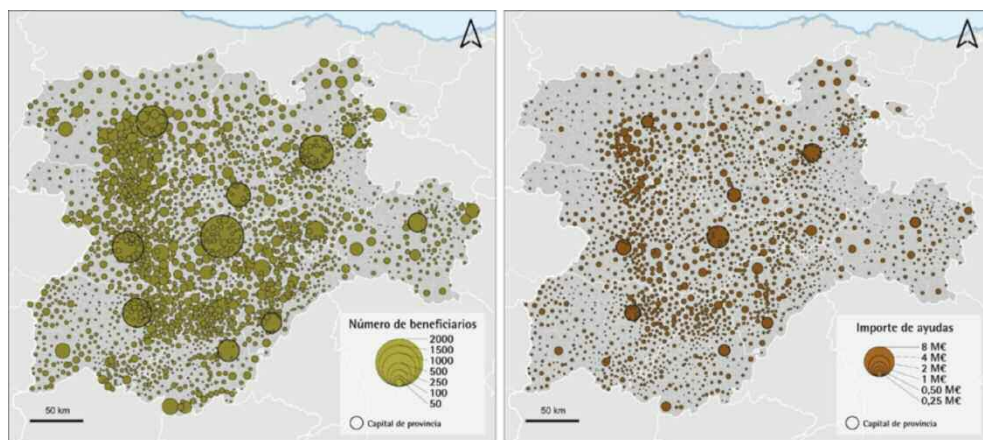 Número de beneficiarios
2000
1500
1000
500
250
100
50
Capital de provincia
50 km
Importe de ayudas
8 M€
4 M€
2 M€
1 M€
0,50 M€
0,25 M€
Capital de provincia
50 km